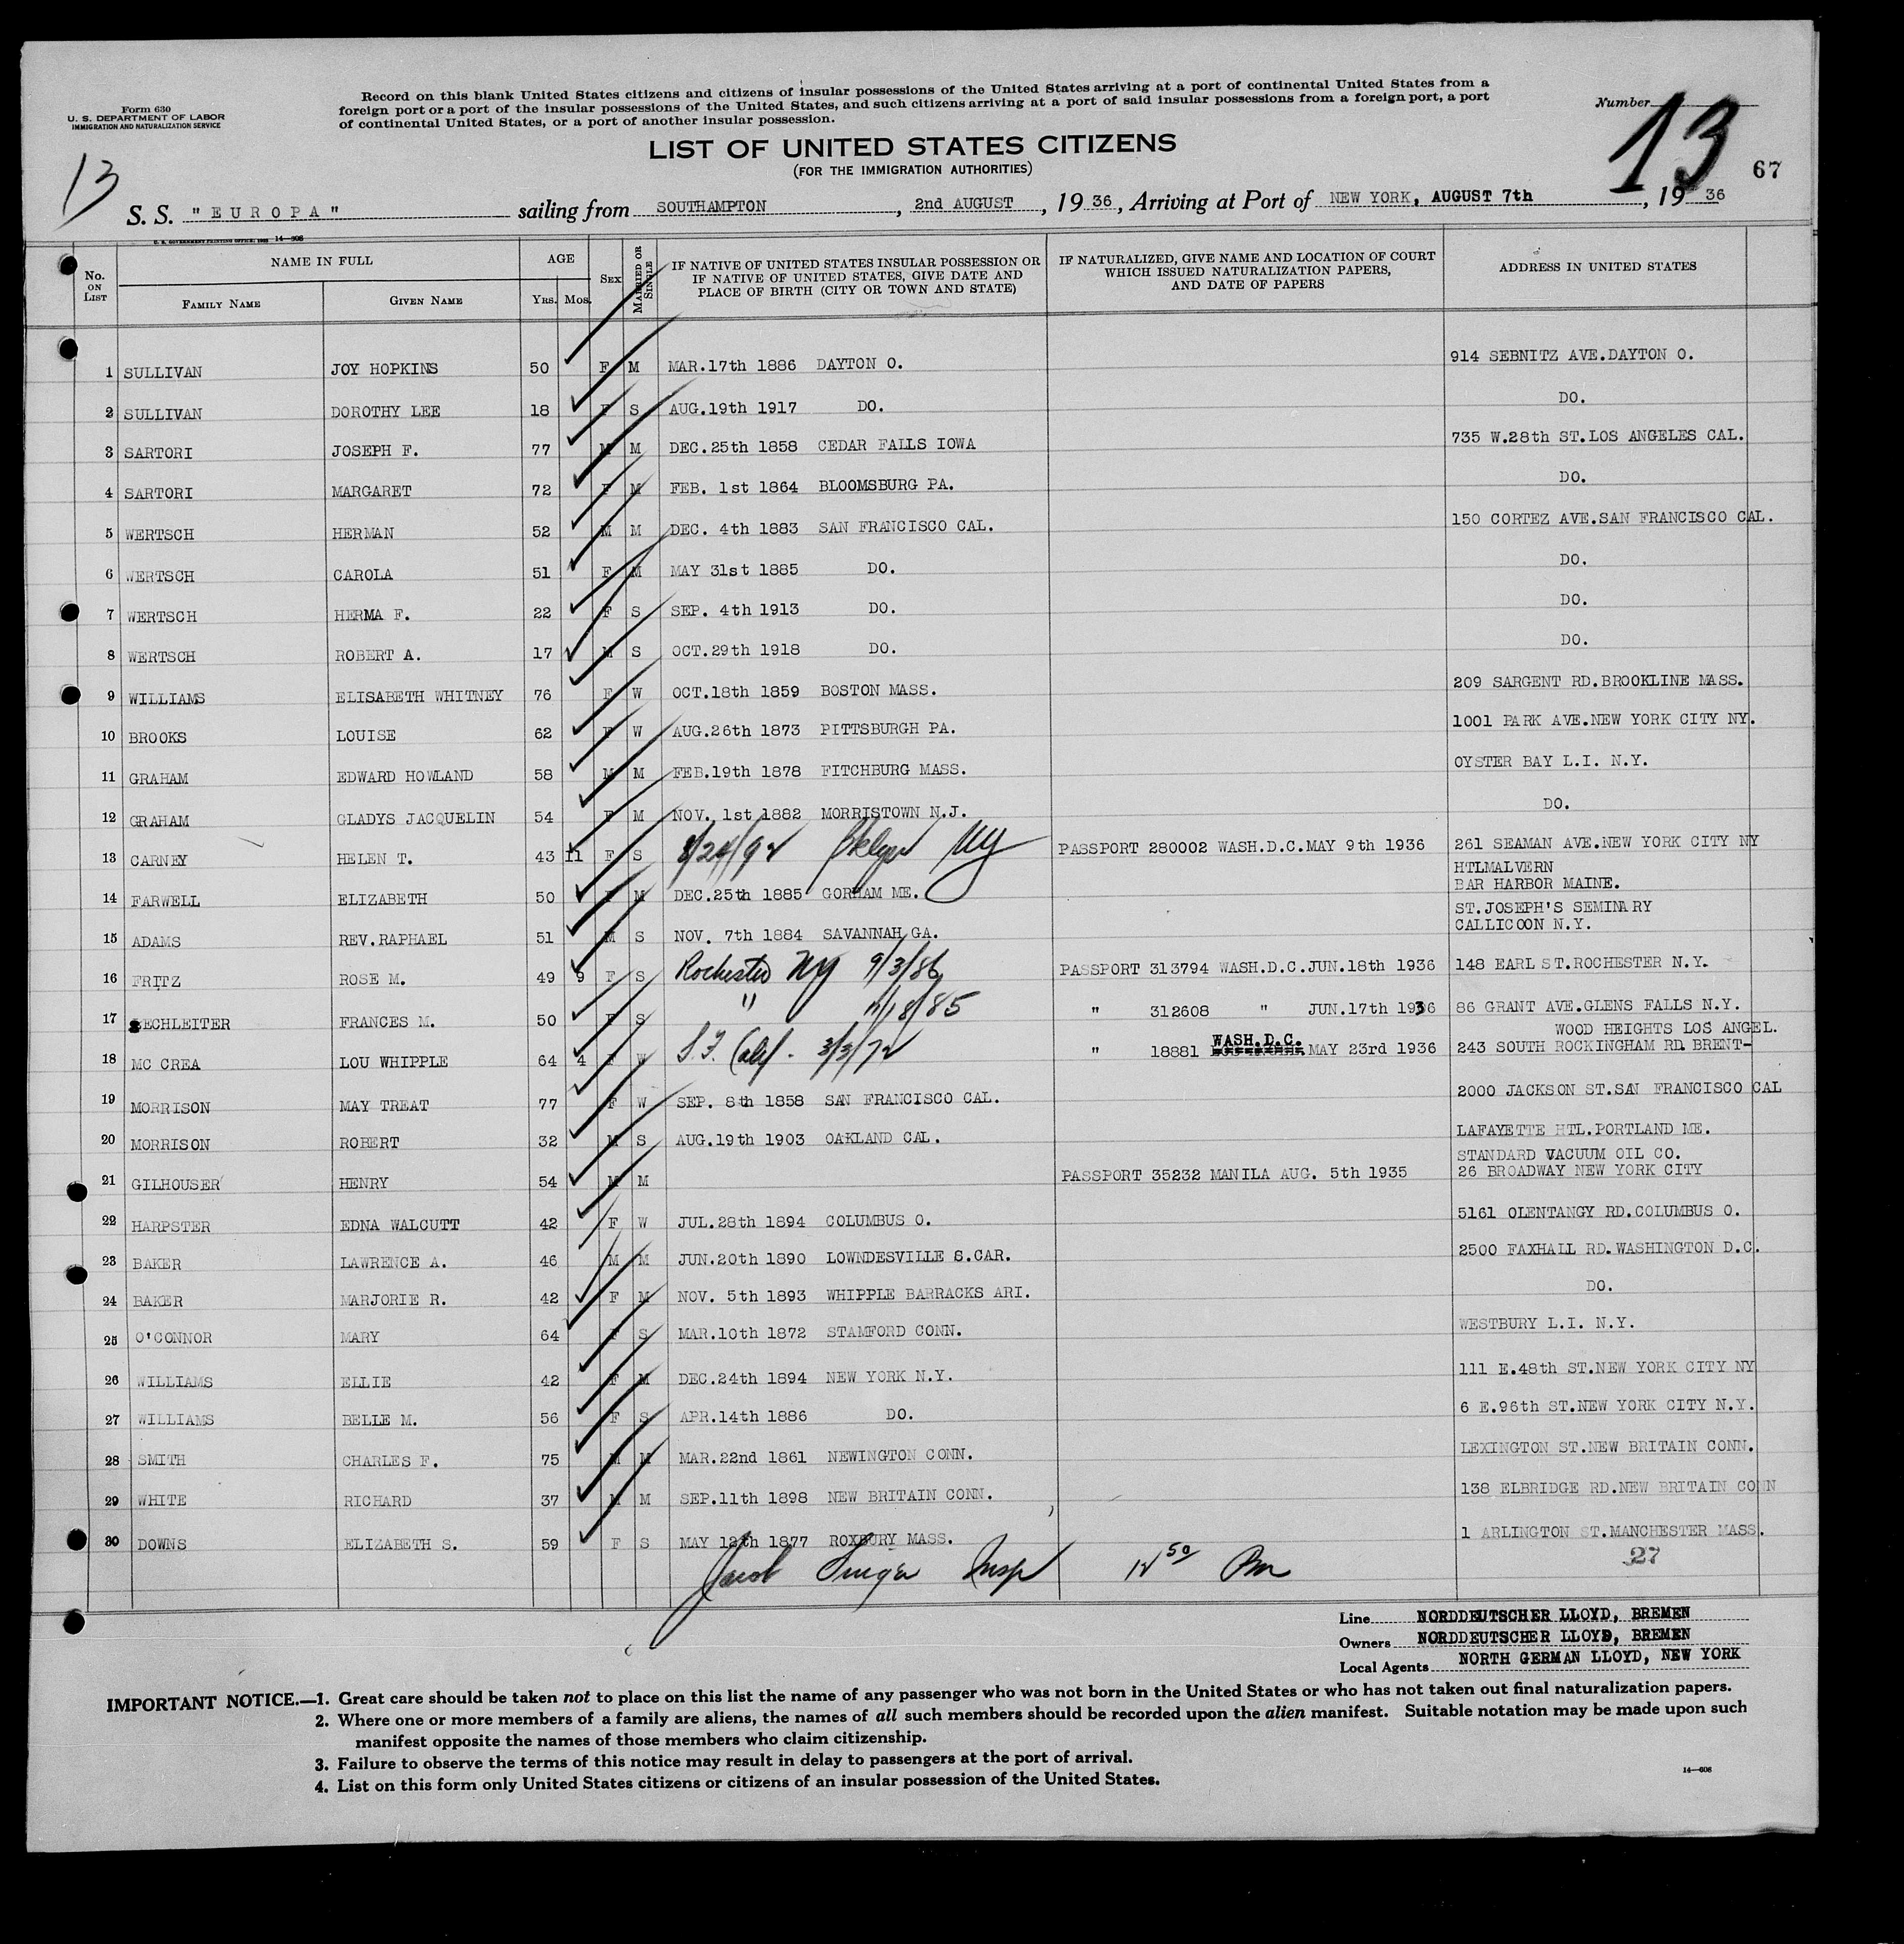 Form 630
U. S. DEPARTMENT OF LABOR
IMMIGRATION AND NATURALIZATION SERVICE
Record on this blank United States citizens and citizens of insular possessions of the United States arriving at a port of continental United States from a
foreign port or a port of the insular possessions of the United States, and such citizens arriving at a port of said insular possessions from a foreign port, a port
of continental United States, or a port of another insular possession.
Number 13
67
13
LIST OF UNITED STATES CITIZENS
(FOR THE IMMIGRATION AUTHORITIES)
S. S. "EUROPA" sailing from SOUTHAMPTON, 2nd AUGUST, 19 36, Arriving at Port of NEW YORK, AUGUST 7th, 19 36
U. S. GOVERNMENT PRINTING OFFICE: 14—608
No. ON LIST
NAME IN FULL
FAMILY NAME GIVEN NAME
AGE
YRS. MOS.
SEX
MARRIED OR SINGLE
IF NATIVE OF UNITED STATES INSULAR POSSESSION OR
IF NATIVE OF UNITED STATES, GIVE DATE AND
PLACE OF BIRTH (CITY OR TOWN AND STATE)
IF NATURALIZED, GIVE NAME AND LOCATION OF COURT
WHICH ISSUED NATURALIZATION PAPERS,
AND DATE OF PAPERS
ADDRESS IN UNITED STATES
1 SULLIVAN JOY HOPKINS 50 F M MAR.17th 1886 DAYTON O. 914 SEBNITZ AVE.DAYTON O.
2 SULLIVAN DOROTHY LEE 18 F S AUG.19th 1917 DO. DO.
3 SARTORI JOSEPH F. 77 M M DEC.25th 1858 CEDAR FALLS IOWA 735 W.28th ST.LOS ANGELES CAL.
4 SARTORI MARGARET 72 F M FEB. 1st 1864 BLOOMSBURG PA. DO.
5 WERTSCH HERMAN 52 M M DEC. 4th 1883 SAN FRANCISCO CAL. 150 CORTEZ AVE.SAN FRANCISCO CAL.
6 WERTSCH CAROLA 51 F M MAY 31st 1885 DO. DO.
7 WERTSCH HERMA F. 22 F S SEP. 4th 1913 DO. DO.
8 WERTSCH ROBERT A. 17 M S OCT.29th 1918 DO. DO.
9 WILLIAMS ELISABETH WHITNEY 76 F W OCT.18th 1859 BOSTON MASS. 209 SARGENT RD.BROOKLINE MASS.
10 BROOKS LOUISE 62 F W AUG.26th 1873 PITTSBURGH PA. 1001 PARK AVE.NEW YORK CITY NY.
11 GRAHAM EDWARD HOWLAND 58 M M FEB.19th 1878 FITCHBURG MASS. OYSTER BAY L.I. N.Y.
12 GRAHAM GLADYS JACQUELIN 54 F M NOV. 1st 1882 MORRISTOWN N.J. DO.
13 CARNEY HELEN T. 43 11 F S 8/24/92 Bklyn NY PASSPORT 280002 WASH.D.C.MAY 9th 1936 261 SEAMAN AVE.NEW YORK CITY NY
HTLMALVERN
14 FARWELL ELIZABETH 50 F M DEC.25th 1885 GORHAM ME. BAR HARBOR MAINE.
ST.JOSEPH'S SEMINARY
15 ADAMS REV.RAPHAEL 51 M S NOV. 7th 1884 SAVANNAH GA. CALLICOON N.Y.
16 FRITZ ROSE M. 49 9 F S Rochester NY 9/3/86 PASSPORT 313794 WASH.D.C.JUN.18th 1936 148 EARL ST.ROCHESTER N.Y.
17 BECHLEITER FRANCES M. 50 F S " 11/18/85 " 312608 " JUN.17th 1936 86 GRANT AVE.GLENS FALLS N.Y.
WOOD HEIGHTS LOS ANGEL.
18 MC CREA LOU WHIPPLE 64 4 F W S.F. Calif. 3/3/72 " 18881 WASH.D.C. MAY 23rd 1936 243 SOUTH ROCKINGHAM RD. BRENT-
19 MORRISON MAY TREAT 77 F W SEP. 8th 1858 SAN FRANCISCO CAL. 2000 JACKSON ST.SAN FRANCISCO CAL
20 MORRISON ROBERT 32 M S AUG.19th 1903 OAKLAND CAL. LAFAYETTE HTL.PORTLAND ME.
STANDARD VACUUM OIL CO.
21 GILHOUSER HENRY 54 M M PASSPORT 35232 MANILA AUG. 5th 1935 26 BROADWAY NEW YORK CITY
22 HARPSTER EDNA WALCUTT 42 F W JUL.28th 1894 COLUMBUS O. 5161 OLENTANGY RD.COLUMBUS O.
23 BAKER LAWRENCE A. 46 M M JUN.20th 1890 LOWNDESVILLE S.CAR. 2500 FAXHALL RD.WASHINGTON D.C.
24 BAKER MARJORIE R. 42 F M NOV. 5th 1893 WHIPPLE BARRACKS ARI. DO.
25 O'CONNOR MARY 64 F S MAR.10th 1872 STAMFORD CONN. WESTBURY L.I. N.Y.
26 WILLIAMS ELLIE 42 F M DEC.24th 1894 NEW YORK N.Y. 111 E.48th ST.NEW YORK CITY NY
27 WILLIAMS BELLE M. 56 F S APR.14th 1886 DO. 6 E.96th ST.NEW YORK CITY N.Y.
28 SMITH CHARLES F. 75 M M MAR.22nd 1861 NEWINGTON CONN. LEXINGTON ST.NEW BRITAIN CONN.
29 WHITE RICHARD 37 M M SEP.11th 1898 NEW BRITAIN CONN. 138 ELBRIDGE RD.NEW BRITAIN CONN
30 DOWNS ELIZABETH S. 59 F S MAY 12th 1877 ROXBURY MASS. 1 ARLINGTON ST.MANCHESTER MASS.
Jacob Singer Insp 12 50 Pm 27
Line NORDDEUTSCHER LLOYD, BREMEN
Owners NORDDEUTSCHER LLOYD, BREMEN
Local Agents NORTH GERMAN LLOYD, NEW YORK
IMPORTANT NOTICE.—1. Great care should be taken not to place on this list the name of any passenger who was not born in the United States or who has not taken out final naturalization papers.
2. Where one or more members of a family are aliens, the names of all such members should be recorded upon the alien manifest. Suitable notation may be made upon such
manifest opposite the names of those members who claim citizenship.
3. Failure to observe the terms of this notice may result in delay to passengers at the port of arrival.
4. List on this form only United States citizens or citizens of an insular possession of the United States.
14—608